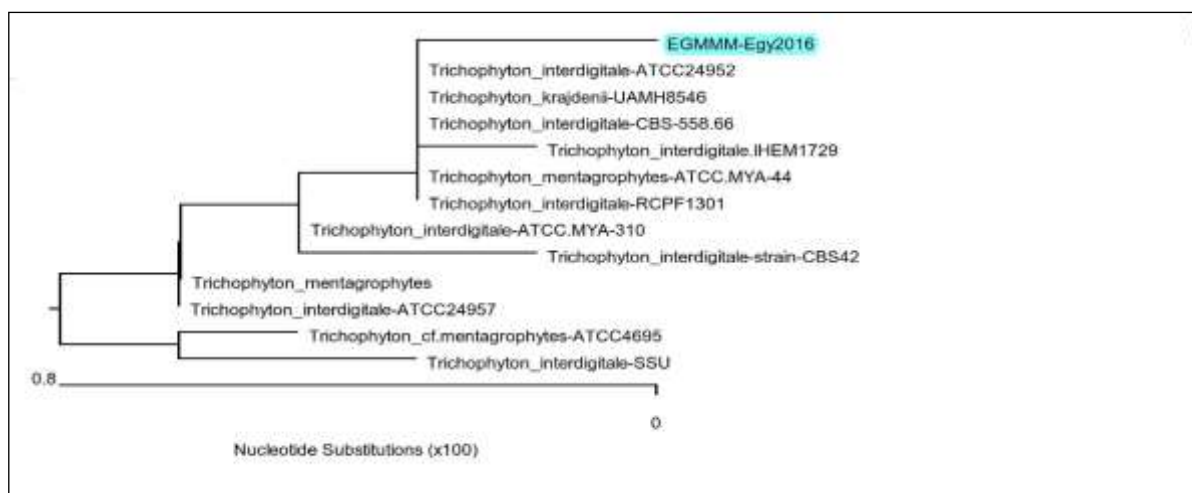 EGMMM-Egy2016
Trichophyton_interdigitale-ATCC24952
Trichophyton_krajdenii-UAMH8546
Trichophyton_interdigitale-CBS-558.66
Trichophyton_interdigitale.IHEM1729
Trichophyton_mentagrophytes-ATCC.MYA-44
Trichophyton_interdigitale-RCPF1301
Trichophyton_interdigitale-ATCC.MYA-310
Trichophyton_interdigitale-strain-CBS42
Trichophyton_mentagrophytes
Trichophyton_interdigitale-ATCC24957
Trichophyton_cf.mentagrophytes-ATCC4695
Trichophyton_interdigitale-SSU
0.8
0
Nucleotide Substitutions (x100)